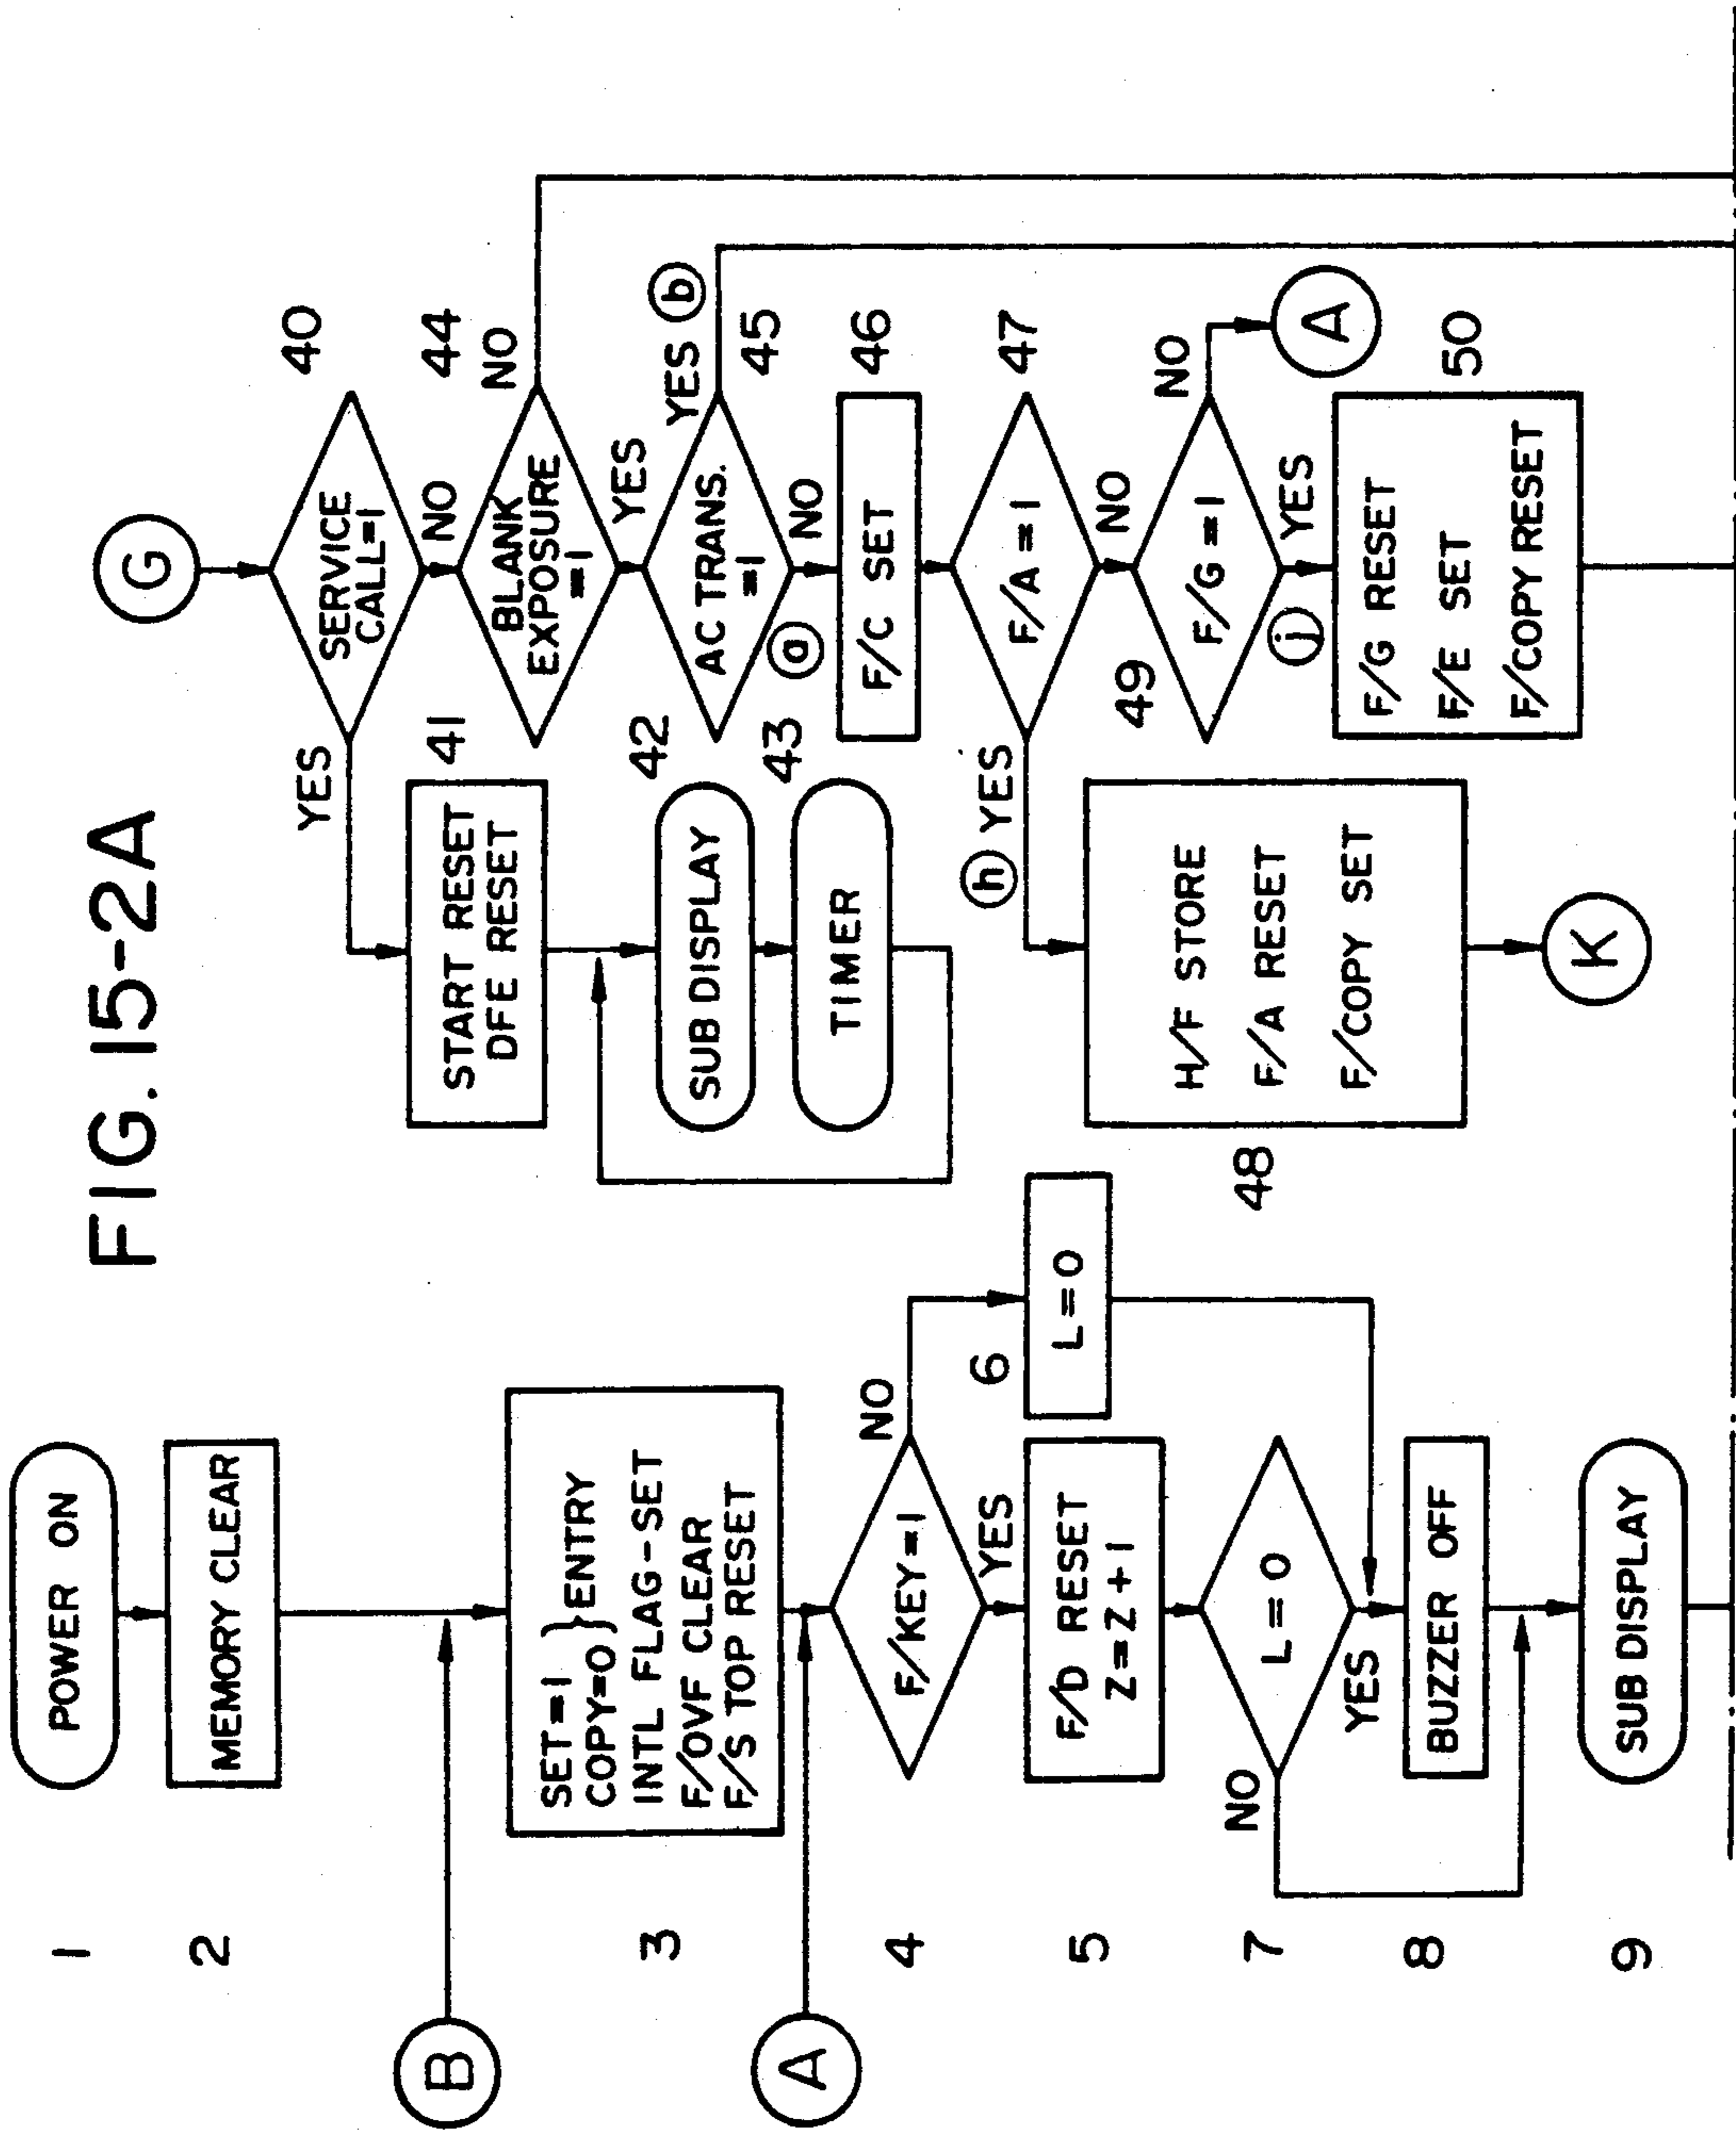 FIG. 15-2A
1
POWER ON
2
MEMORY CLEAR
B
3
SET=1 } ENTRY
COPY=0
INTL FLAG-SET
F/OVF CLEAR
F/S TOP RESET
A
4
F/KEY=1
NO
YES
5
F/D RESET
Z=Z+1
6
L=0
7
L=0
NO
YES
8
BUZZER OFF
9
SUB DISPLAY
G
40
SERVICE
CALL=1
YES
NO
41
START RESET
DFE RESET
42
SUB DISPLAY
43
TIMER
44
BLANK
EXPOSURE
=1
NO
YES
45
AC TRANS.
=1
YES b
a NO
46
F/C SET
47
F/A=1
h YES
NO
48
H/F STORE
F/A RESET
F/COPY SET
K
49
F/G=1
NO
A
j YES
50
F/G RESET
F/E SET
F/COPY RESET